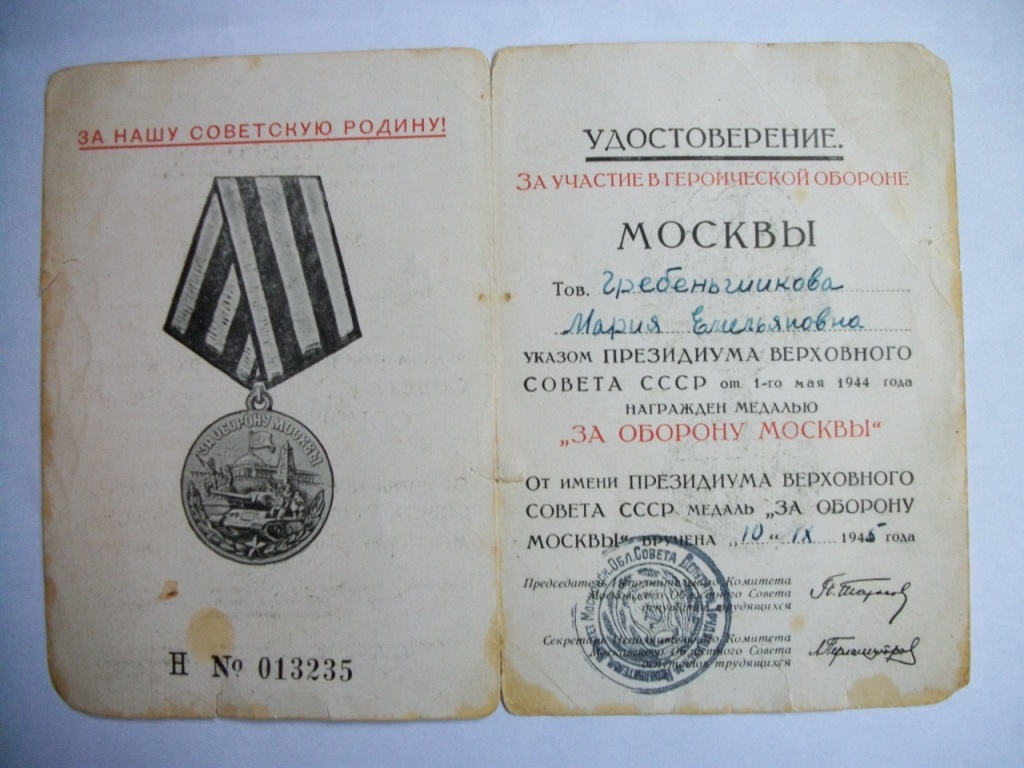 ЗА НАШУ СОВЕТСКУЮ РОДИНУ!
ЗА ОБОРОНУ МОСКВЫ
Н № 013235
УДОСТОВЕРЕНИЕ.
ЗА УЧАСТИЕ В ГЕРОИЧЕСКОЙ ОБОРОНЕ
МОСКВЫ
Тов. Гребеньщикова
Мария Емельяновна
УКАЗОМ ПРЕЗИДИУМА ВЕРХОВНОГО
СОВЕТА СССР от 1-го мая 1944 года
НАГРАЖДЕН МЕДАЛЬЮ
„ЗА ОБОРОНУ МОСКВЫ“
От имени ПРЕЗИДИУМА ВЕРХОВНОГО
СОВЕТА СССР МЕДАЛЬ „ЗА ОБОРОНУ
МОСКВЫ“ ВРУЧЕНА „10“ IX 1945 года
Председатель Исполнительного Комитета
Московского Областного Совета
депутатов трудящихся
Секретарь Исполнительного Комитета
Московского Областного Совета
депутатов трудящихся